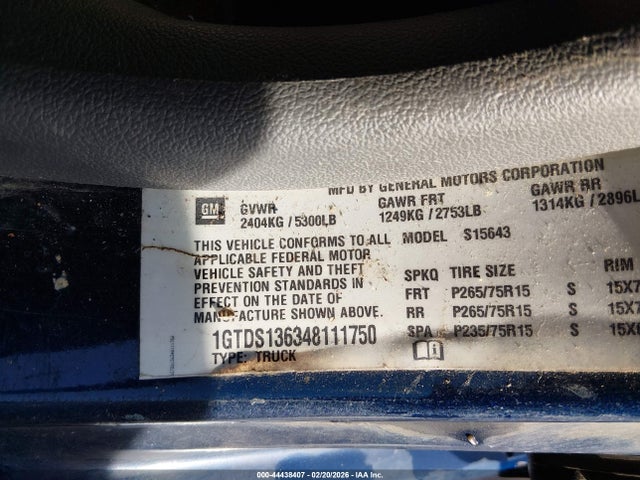 MFD BY GENERAL MOTORS CORPORATION
GM GVWR GAWR FRT GAWR RR
2404KG / 5300LB 1249KG / 2753LB 1314KG / 2896L
THIS VEHICLE CONFORMS TO ALL MODEL S15643
APPLICABLE FEDERAL MOTOR
VEHICLE SAFETY AND THEFT SPKQ TIRE SIZE RIM
PREVENTION STANDARDS IN FRT P265/75R15 S 15X7
EFFECT ON THE DATE OF RR P265/75R15 S 15X7
MANUFACTURE SHOWN ABOVE. SPA P235/75R15 S 15X
1GTDS136348111750
TYPE: TRUCK
000-44438407 - 02/20/2026 - © IAA Inc.